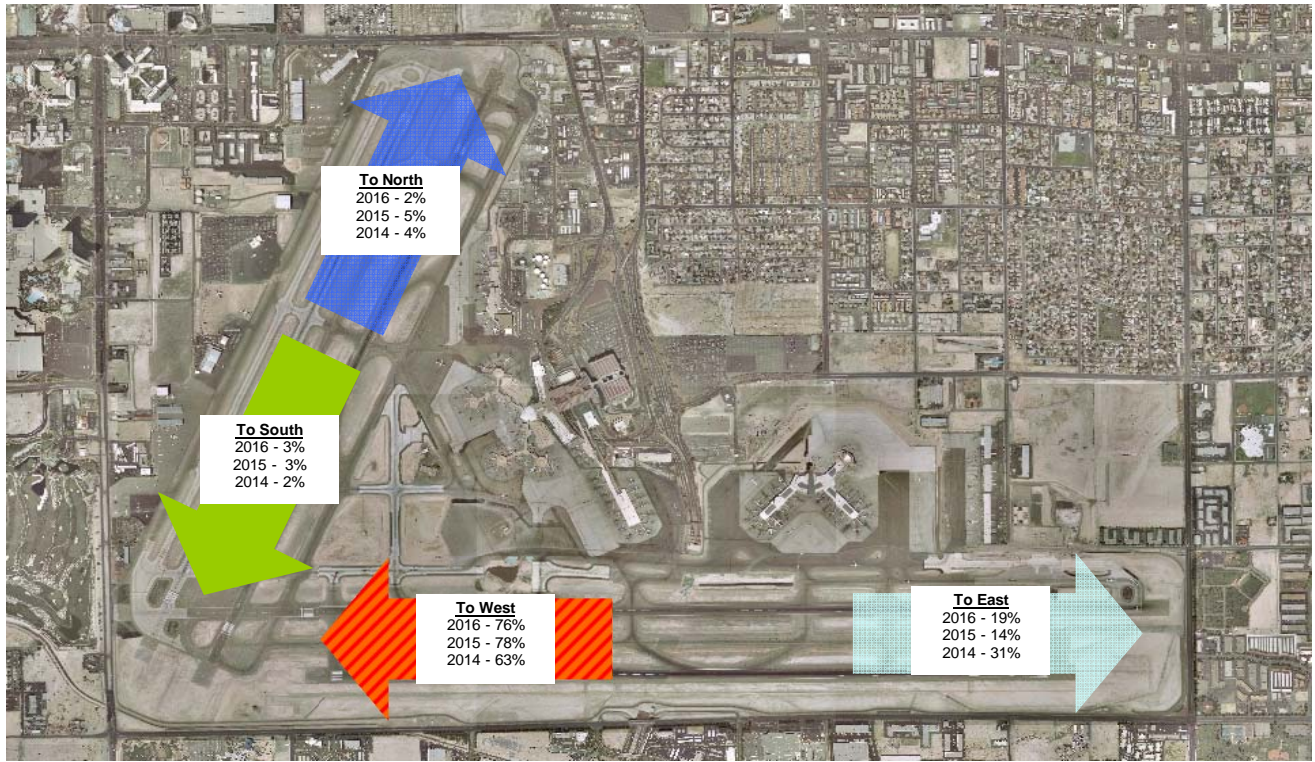 To North
2016 - 2%
2015 - 5%
2014 - 4%
To South
2016 - 3%
2015 - 3%
2014 - 2%
To West
2016 - 76%
2015 - 78%
2014 - 63%
To East
2016 - 19%
2015 - 14%
2014 - 31%